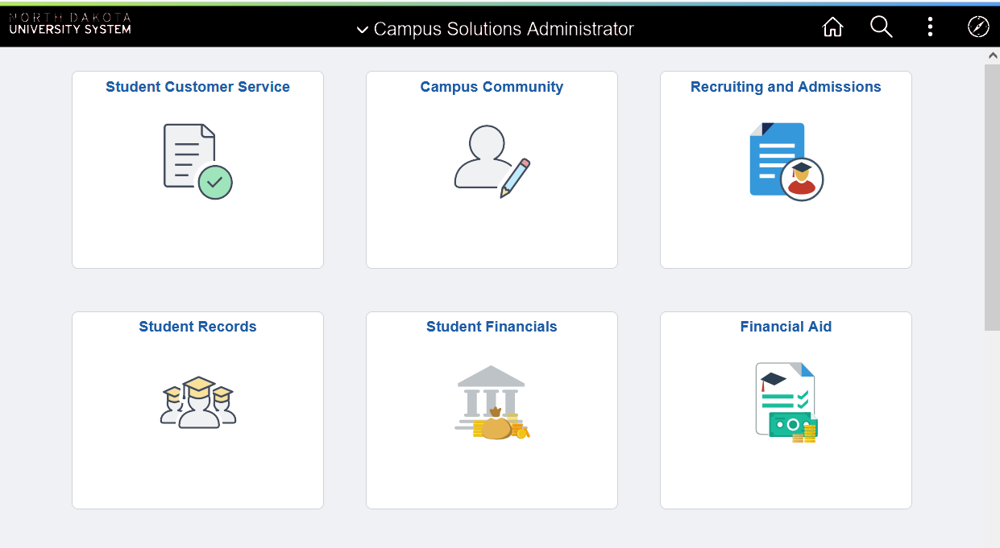 NORTH DAKOTA
UNIVERSITY SYSTEM
Campus Solutions Administrator
Student Customer Service
Campus Community
Recruiting and Admissions
Student Records
Student Financials
Financial Aid